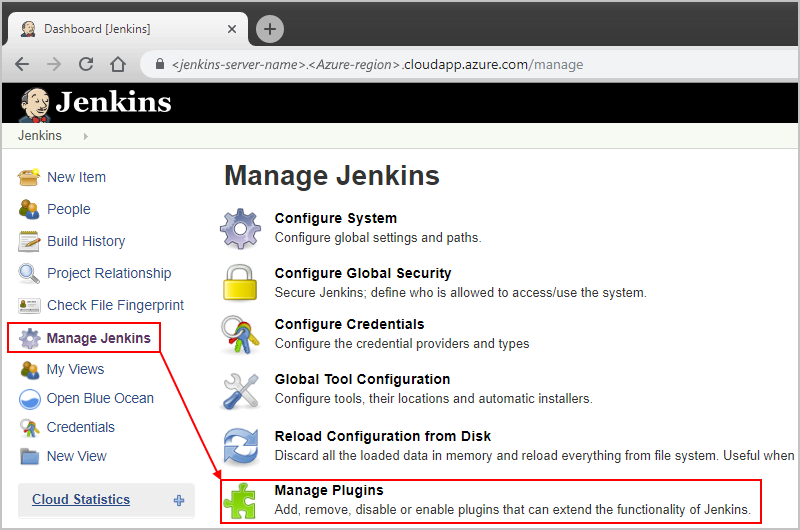 Dashboard [Jenkins]
<jenkins-server-name>.<Azure-region>.cloudapp.azure.com/manage
Jenkins
Jenkins
New Item
People
Build History
Project Relationship
Check File Fingerprint
Manage Jenkins
My Views
Open Blue Ocean
Credentials
New View
Cloud Statistics
Manage Jenkins
Configure System
Configure global settings and paths.
Configure Global Security
Secure Jenkins; define who is allowed to access/use the system.
Configure Credentials
Configure the credential providers and types
Global Tool Configuration
Configure tools, their locations and automatic installers.
Reload Configuration from Disk
Discard all the loaded data in memory and reload everything from file system. Useful when
Manage Plugins
Add, remove, disable or enable plugins that can extend the functionality of Jenkins.